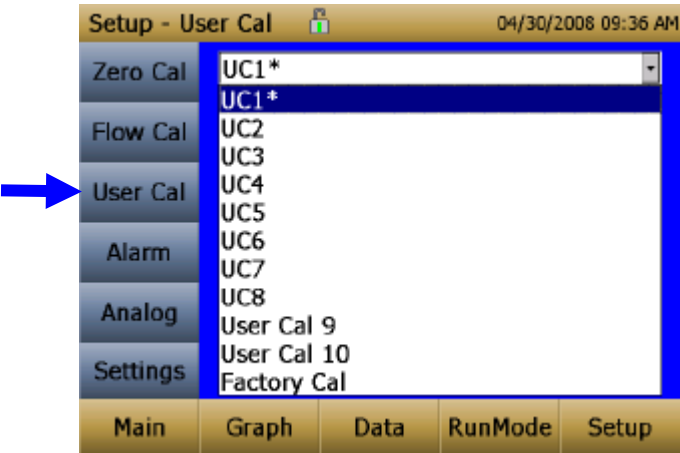 Setup - User Cal 04/30/2008 09:36 AM
Zero Cal
Flow Cal
User Cal
Alarm
Analog
Settings
UC1*
UC1*
UC2
UC3
UC4
UC5
UC6
UC7
UC8
User Cal 9
User Cal 10
Factory Cal
Main Graph Data RunMode Setup